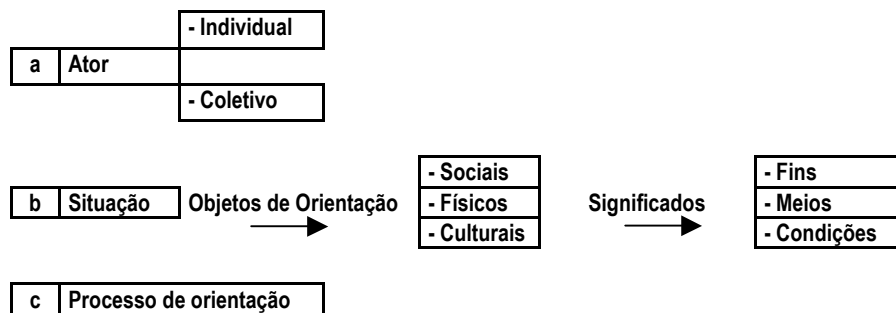 - Individual
a Ator
- Coletivo
- Sociais
- Fins
b Situação Objetos de Orientação - Físicos Significados - Meios
- Culturais
- Condições
c Processo de orientação